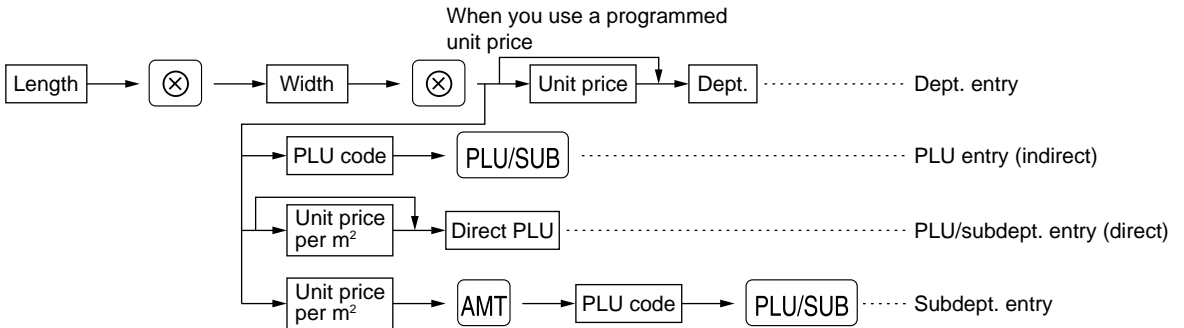 When you use a programmed
unit price
Length ⊗ Width ⊗ Unit price Dept. Dept. entry
PLU code PLU/SUB PLU entry (indirect)
Unit price
per m² Direct PLU PLU/subdept. entry (direct)
Unit price
per m² AMT PLU code PLU/SUB Subdept. entry